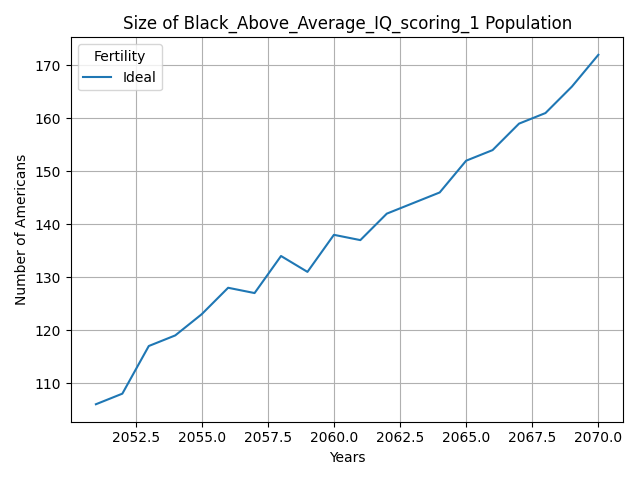 Size of Black_Above_Average_IQ_scoring_1 Population
Fertility
Ideal
Number of Americans
170
160
150
140
130
120
110
2052.5 2055.0 2057.5 2060.0 2062.5 2065.0 2067.5 2070.0
Years